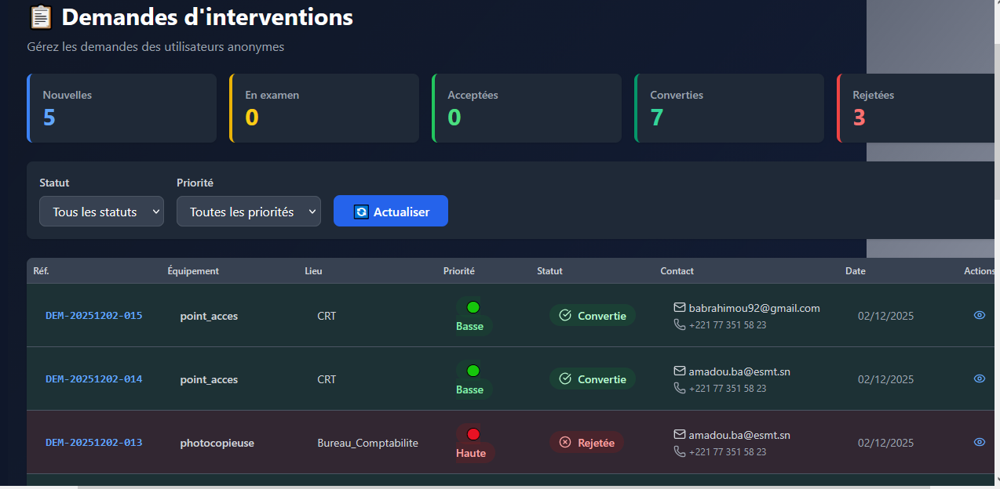 Demandes d'interventions
Gérez les demandes des utilisateurs anonymes
Nouvelles En examen Acceptées Converties Rejetées
5 0 0 7 3
Statut Priorité
Tous les statuts Toutes les priorités Actualiser
Réf. Équipement Lieu Priorité Statut Contact Date Actions
DEM-20251202-015 point_acces CRT Basse Convertie babrahimou92@gmail.com 02/12/2025
+221 77 351 58 23
DEM-20251202-014 point_acces CRT Basse Convertie amadou.ba@esmt.sn 02/12/2025
+221 77 351 58 23
DEM-20251202-013 photocopieuse Bureau_Comptabilite Haute Rejetée amadou.ba@esmt.sn 02/12/2025
+221 77 351 58 23